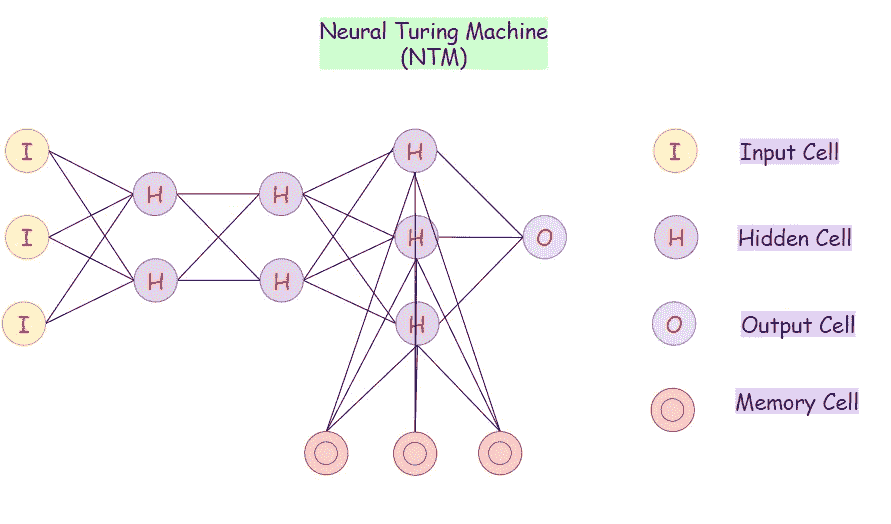 Neural Turing Machine
(NTM)
I
H
I
H
H
I
H
H
H
I
H
O
I Input Cell
H Hidden Cell
O Output Cell
Memory Cell